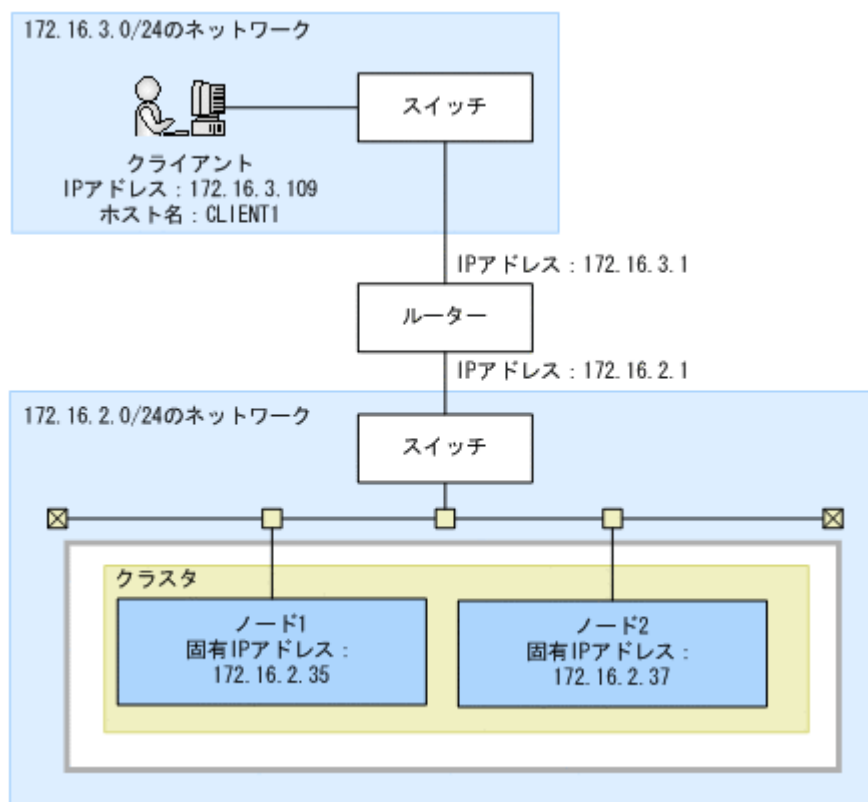 172.16.3.0/24のネットワーク
スイッチ
クライアント
IPアドレス：172.16.3.109
ホスト名：CLIENT1
IPアドレス：172.16.3.1
ルーター
IPアドレス：172.16.2.1
172.16.2.0/24のネットワーク
スイッチ
クラスタ
ノード1
固有IPアドレス：
172.16.2.35
ノード2
固有IPアドレス：
172.16.2.37